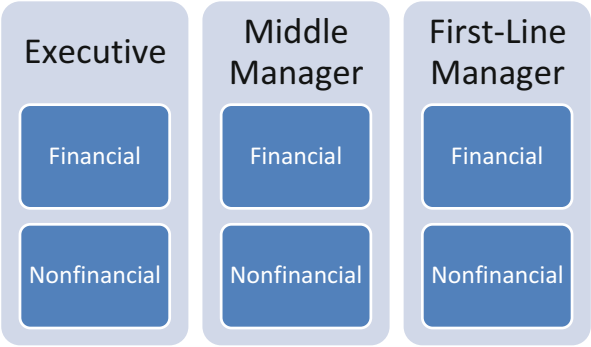 Executive
Financial
Nonfinancial
Middle
Manager
Financial
Nonfinancial
First-Line
Manager
Financial
Nonfinancial